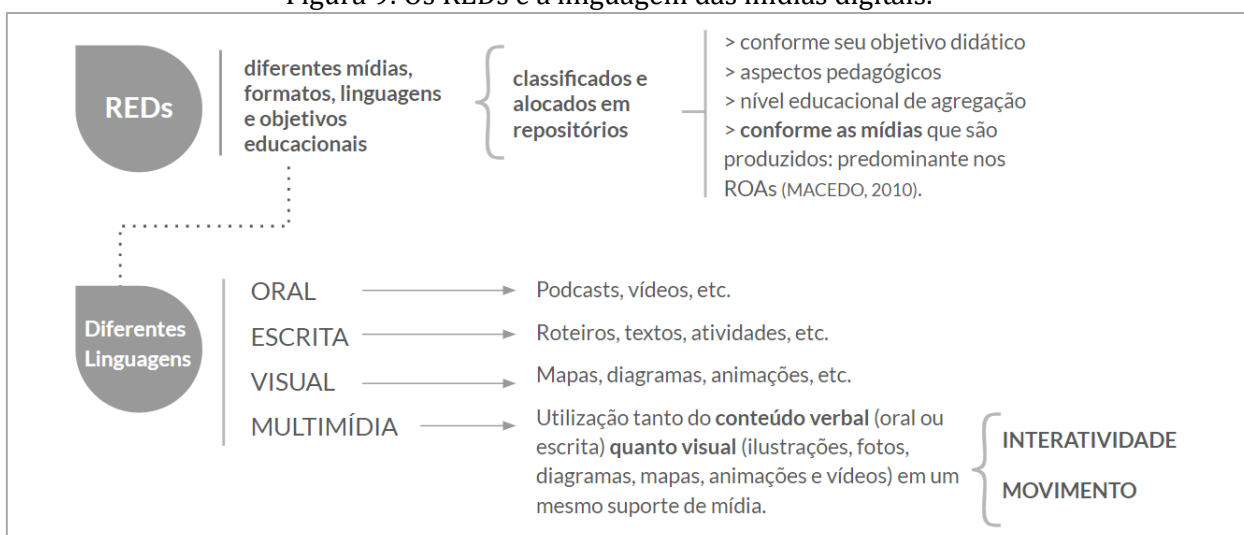 Figura 9: Os REDs e a linguagem das mídias digitais.
REDs
diferentes mídias,
formatos, linguagens
e objetivos
educacionais
classificados e
alocados em
repositórios
> conforme seu objetivo didático
> aspectos pedagógicos
> nível educacional de agregação
> conforme as mídias que são
produzidos: predominante nos
ROAs (MACEDO, 2010).
Diferentes
Linguagens
ORAL
Podcasts, vídeos, etc.
ESCRITA
Roteiros, textos, atividades, etc.
VISUAL
Mapas, diagramas, animações, etc.
MULTIMÍDIA
Utilização tanto do conteúdo verbal (oral ou
escrita) quanto visual (ilustrações, fotos,
diagramas, mapas, animações e vídeos) em um
mesmo suporte de mídia.
INTERATIVIDADE
MOVIMENTO